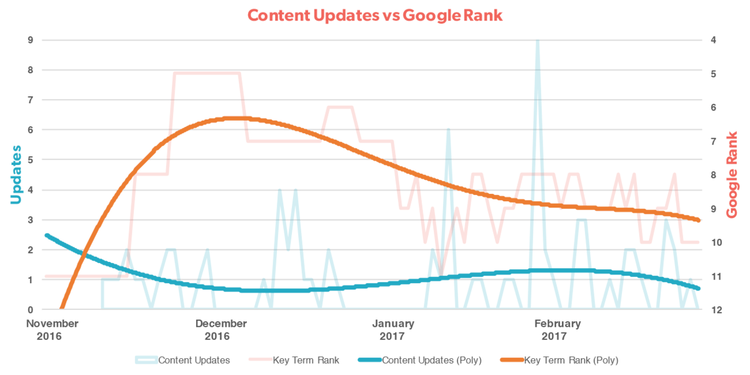 Content Updates vs Google Rank
9
8
7
6
5
4
3
2
1
0
Updates
4
5
6
7
8
9
10
11
12
Google Rank
November
2016
December
2016
January
2017
February
2017
Content Updates
Key Term Rank
Content Updates (Poly)
Key Term Rank (Poly)